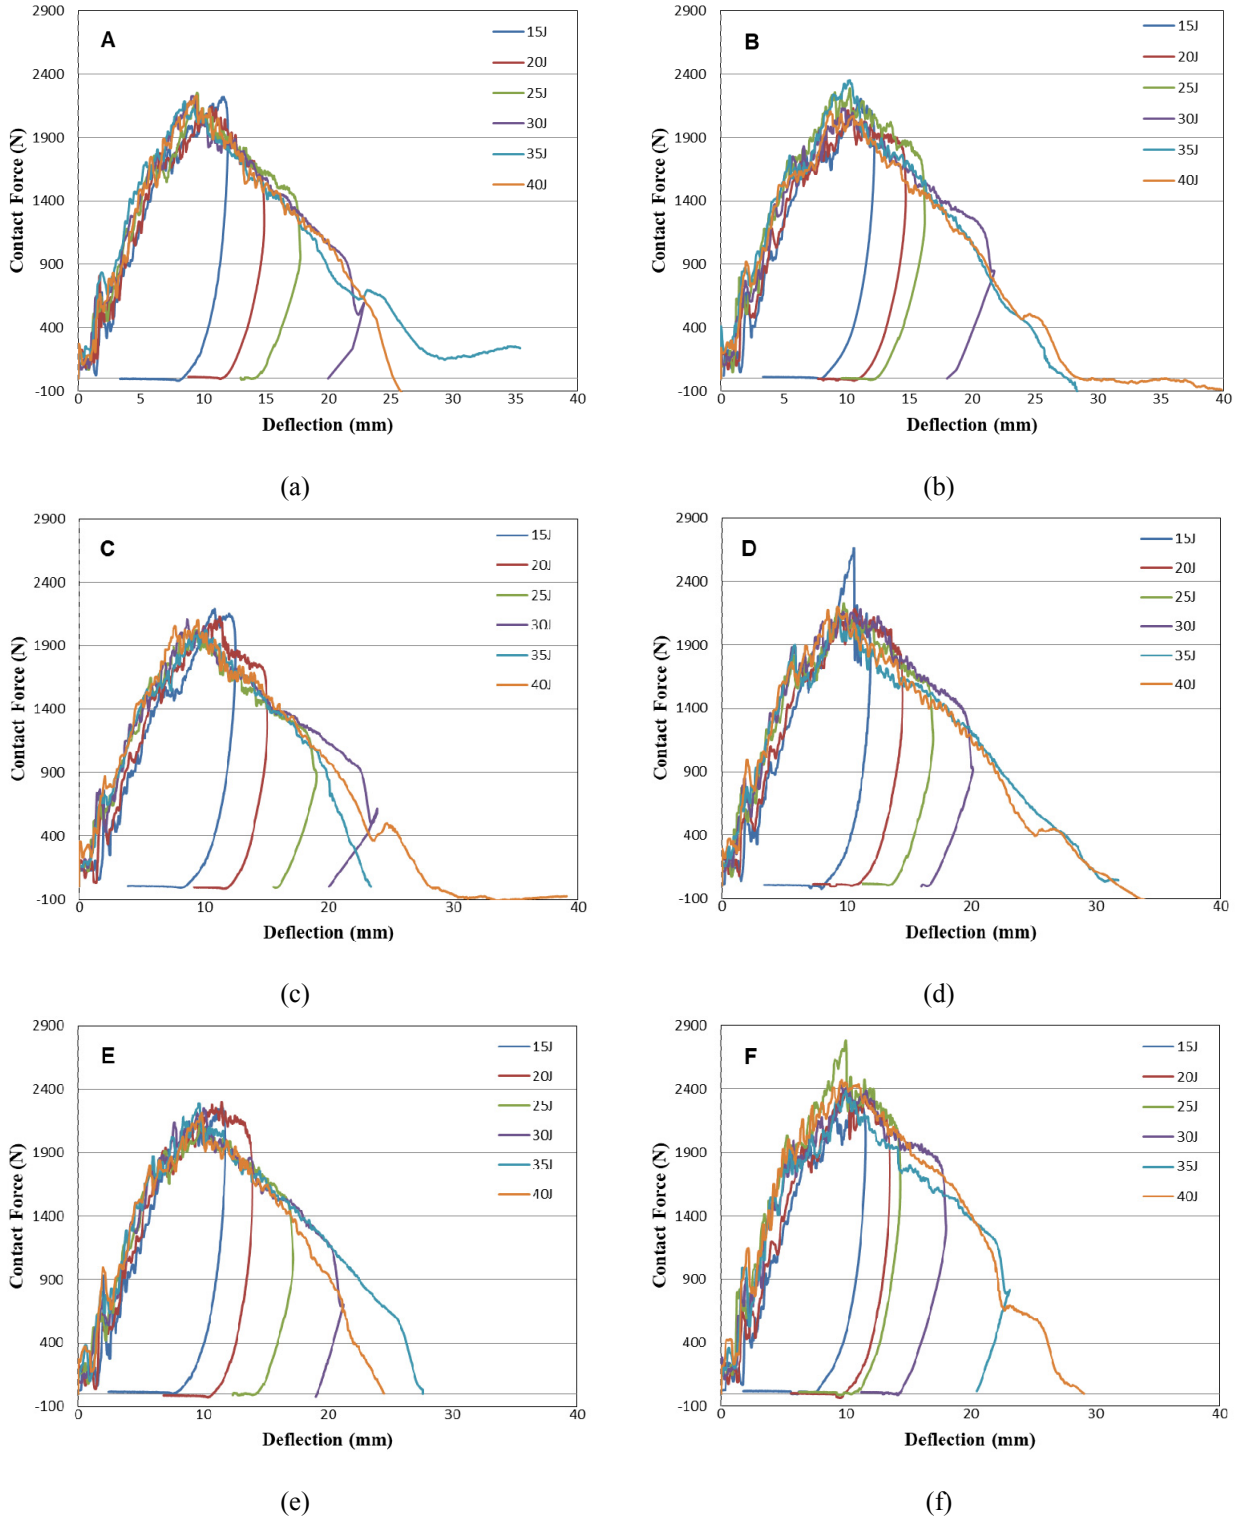 2900
A
15J
2400
20J
25J
1900
30J
35J
1400
40J
900
400
-100
0 5 10 15 20 25 30 35 40
Contact Force (N)
Deflection (mm)
(a)
2900
B
15J
2400
20J
25J
1900
30J
35J
1400
40J
900
400
-100
0 5 10 15 20 25 30 35 40
Contact Force (N)
Deflection (mm)
(b)
2900
C
15J
2400
20J
25J
1900
30J
35J
1400
40J
900
400
-100
0 10 20 30 40
Contact Force (N)
Deflection (mm)
(c)
2900
D
15J
2400
20J
25J
1900
30J
35J
1400
40J
900
400
-100
0 10 20 30 40
Contact Force (N)
Deflection (mm)
(d)
2900
E
15J
2400
20J
25J
1900
30J
35J
1400
40J
900
400
-100
0 10 20 30 40
Contact Force (N)
Deflection (mm)
(e)
2900
F
15J
2400
20J
25J
1900
30J
35J
1400
40J
900
400
-100
0 10 20 30 40
Contact Force (N)
Deflection (mm)
(f)